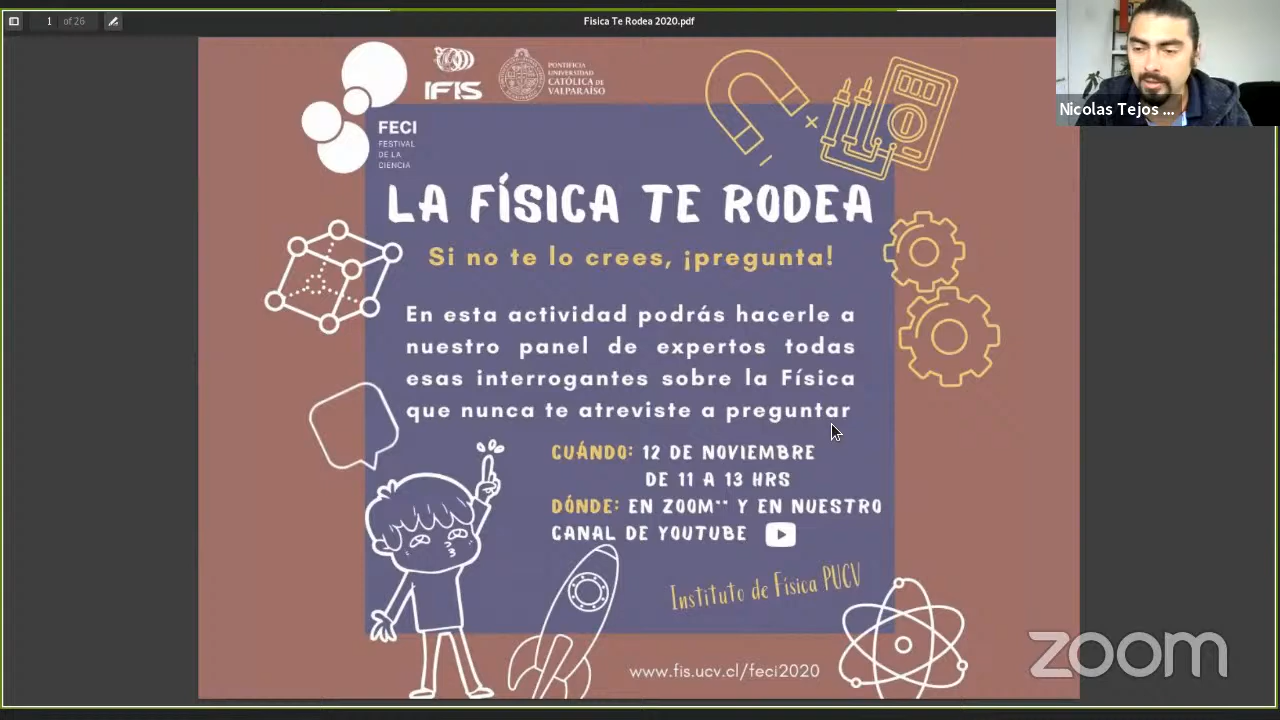 1 of 26
Fisica Te Rodea 2020.pdf
Nicolas Tejos ...
IFIS
PONTIFICIA
UNIVERSIDAD
CATÓLICA DE
VALPARAÍSO
FECI
FESTIVAL
DE LA
CIENCIA
LA FÍSICA TE RODEA
Si no te lo crees, ¡pregunta!
En esta actividad podrás hacerle a
nuestro panel de expertos todas
esas interrogantes sobre la Física
que nunca te atreviste a preguntar
CUÁNDO: 12 DE NOVIEMBRE
DE 11 A 13 HRS
DÓNDE: EN ZOOM** Y EN NUESTRO
CANAL DE YOUTUBE
Instituto de Física PUCV
www.fis.ucv.cl/feci2020
zoom